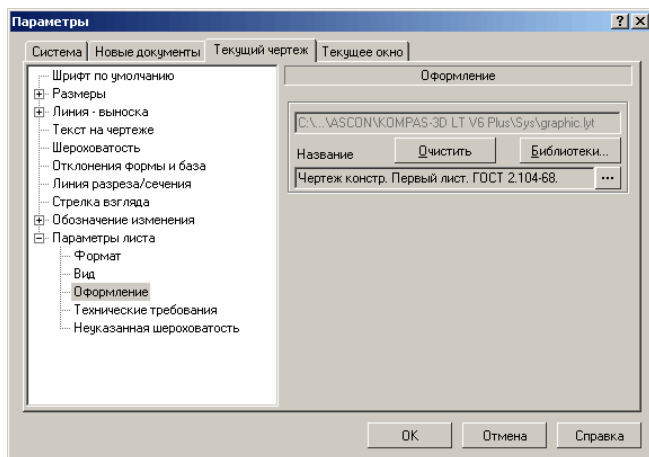 Параметры
Система
Новые документы
Текущий чертеж
Текущее окно
Шрифт по умолчанию
Размеры
Линия - выноска
Текст на чертеже
Шероховатость
Отклонения формы и база
Линия разреза/сечения
Стрелка взгляда
Обозначение изменения
Параметры листа
Формат
Вид
Оформление
Технические требования
Неуказанная шероховатость
Оформление
C:\...\ASCON\KOMPAS-3D LT V6 Plus\Sys\graphic.lyt
Название
Очистить
Библиотеки...
Чертеж констр. Первый лист. ГОСТ 2.104-68.
...
OK
Отмена
Справка